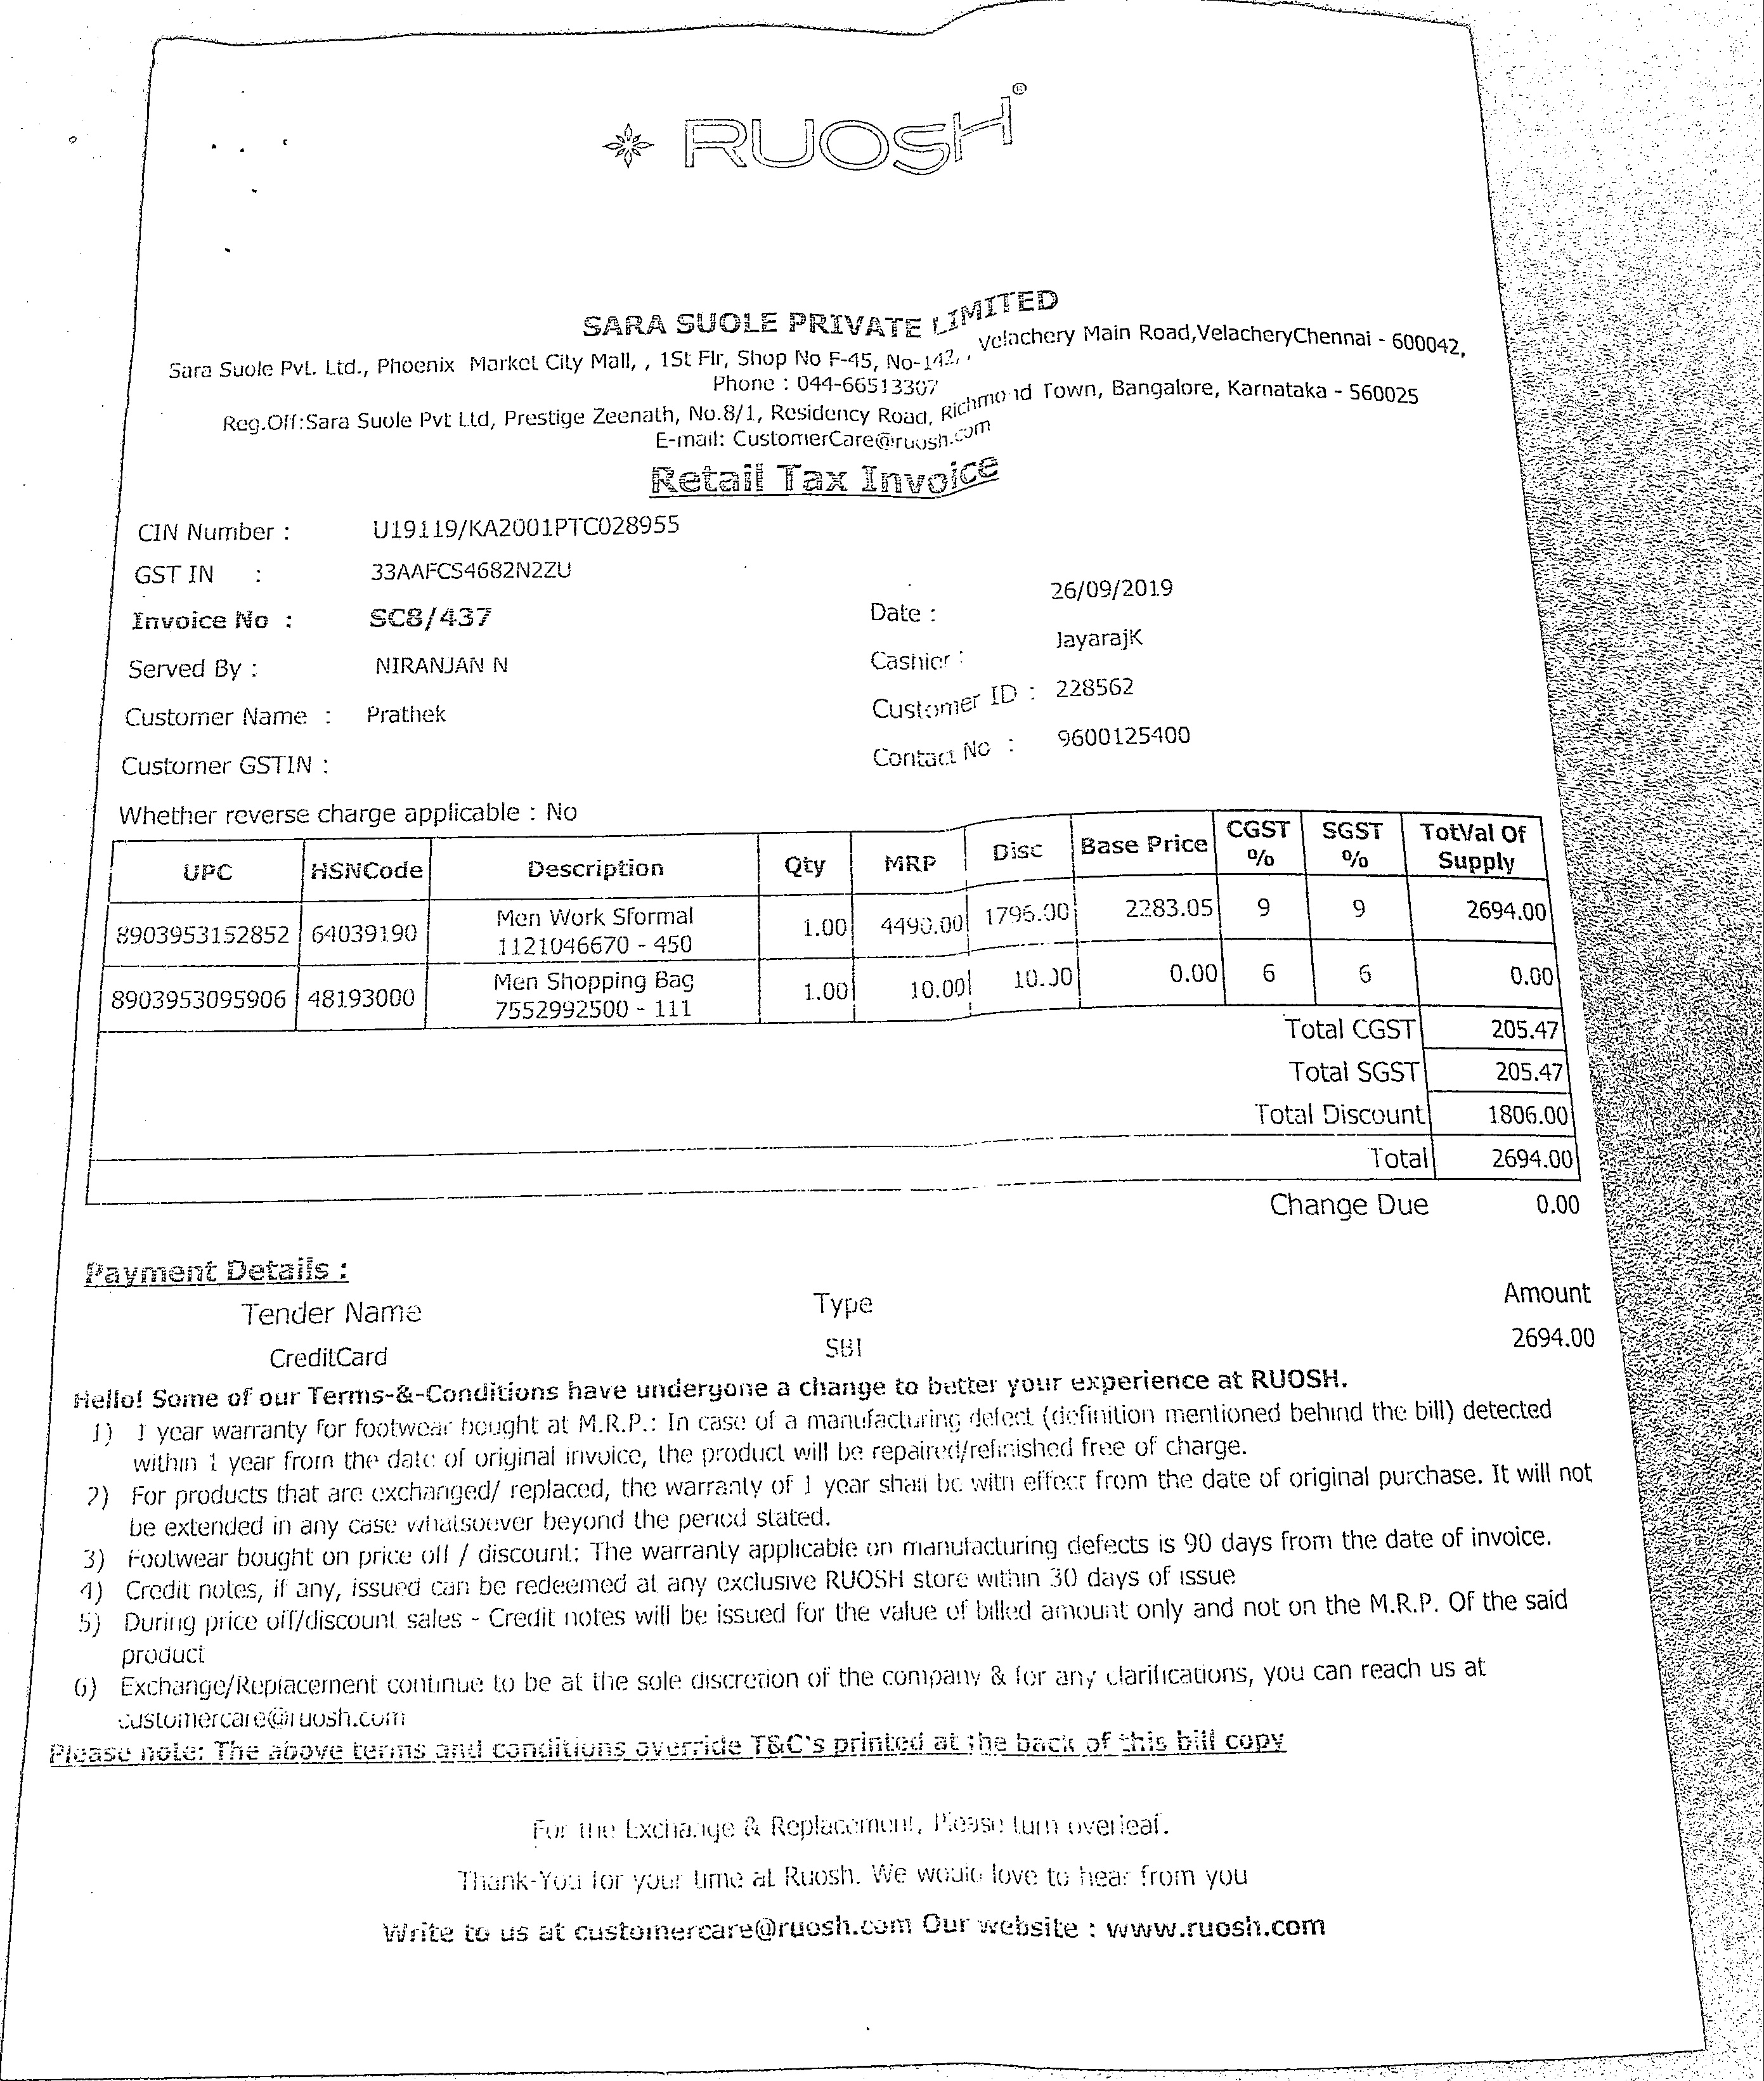 RUOSH®
SARA SUOLE PRIVATE LIMITED
Sara Suole Pvt. Ltd., Phoenix Market City Mall, , 1St Flr, Shop No F-45, No-142, , Velachery Main Road,VelacheryChennai - 600042,
Phone : 044-66513307
Reg.Off:Sara Suole Pvt Ltd, Prestige Zeenath, No.8/1, Residency Road, Richmond Town, Bangalore, Karnataka - 560025
E-mail: CustomerCare@ruosh.com
Retail Tax Invoice
CIN Number : U19119/KA2001PTC028955
GST IN : 33AAFCS4682N2ZU
Invoice No : SC8/437 Date : 26/09/2019
Served By : NIRANJAN N Cashier : JayarajK
Customer Name : Prathek Customer ID : 228562
Customer GSTIN : Contact No : 9600125400
Whether reverse charge applicable : No
UPC HSNCode Description Qty MRP Disc Base Price CGST % SGST % TotVal Of Supply
8903953152852 64039190 Men Work Sformal 1121046670 - 450 1.00 4490.00 1796.00 2283.05 9 9 2694.00
8903953095906 48193000 Men Shopping Bag 7552992500 - 111 1.00 10.00 10.00 0.00 6 6 0.00
Total CGST 205.47
Total SGST 205.47
Total Discount 1806.00
Total 2694.00
Change Due 0.00
Payment Details :
Tender Name Type Amount
CreditCard SBI 2694.00
Hello! Some of our Terms-&-Conditions have undergone a change to better your experience at RUOSH.
1) 1 year warranty for footwear bought at M.R.P.: In case of a manufacturing defect (definition mentioned behind the bill) detected
within 1 year from the date of original invoice, the product will be repaired/refinished free of charge.
2) For products that are exchanged/ replaced, the warranty of 1 year shall be with effect from the date of original purchase. It will not
be extended in any case whatsoever beyond the period stated.
3) Footwear bought on price off / discount: The warranty applicable on manufacturing defects is 90 days from the date of invoice.
4) Credit notes, if any, issued can be redeemed at any exclusive RUOSH store within 30 days of issue
5) During price off/discount sales - Credit notes will be issued for the value of billed amount only and not on the M.R.P. Of the said
product
6) Exchange/Replacement continue to be at the sole discretion of the company & for any clarifications, you can reach us at
customercare@ruosh.com
Please note: The above terms and conditions override T&C's printed at the back of this bill copy
For the Exchange & Replacement, Please turn overleaf.
Thank-You for your time at Ruosh. We would love to hear from you
Write to us at customercare@ruosh.com Our website : www.ruosh.com